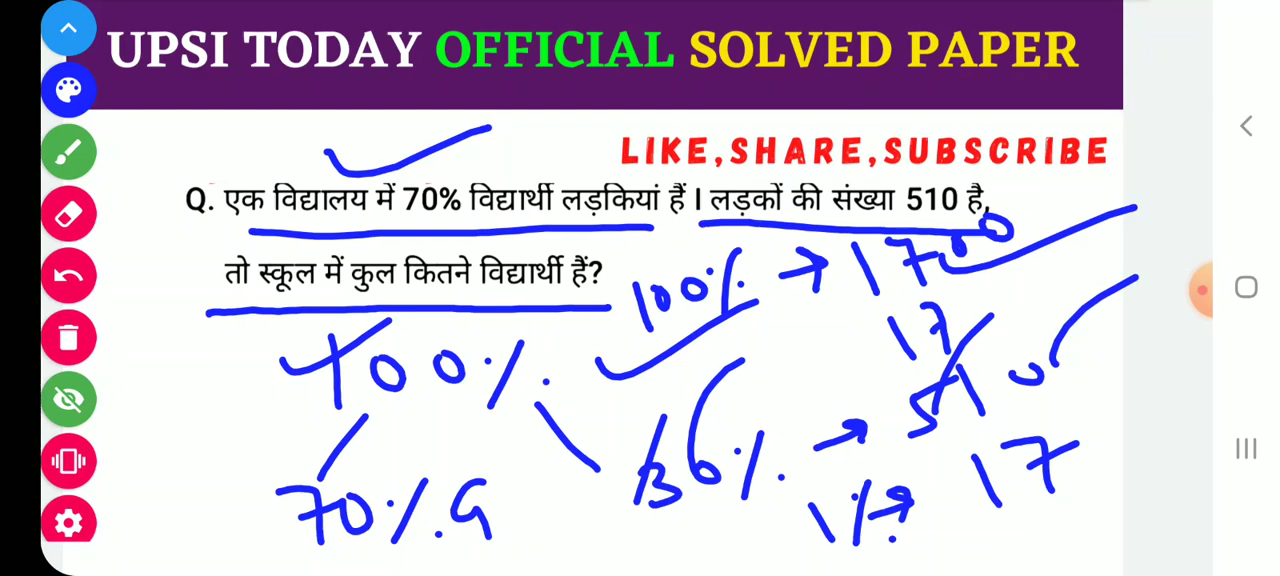 UPSI TODAY OFFICIAL SOLVED PAPER
LIKE,SHARE,SUBSCRIBE
Q. एक विद्यालय में 70% विद्यार्थी लड़कियां हैं । लड़कों की संख्या 510 है,
तो स्कूल में कुल कितने विद्यार्थी हैं?
100% → 1700
17
100%
30% → 510
70% G
1% → 17